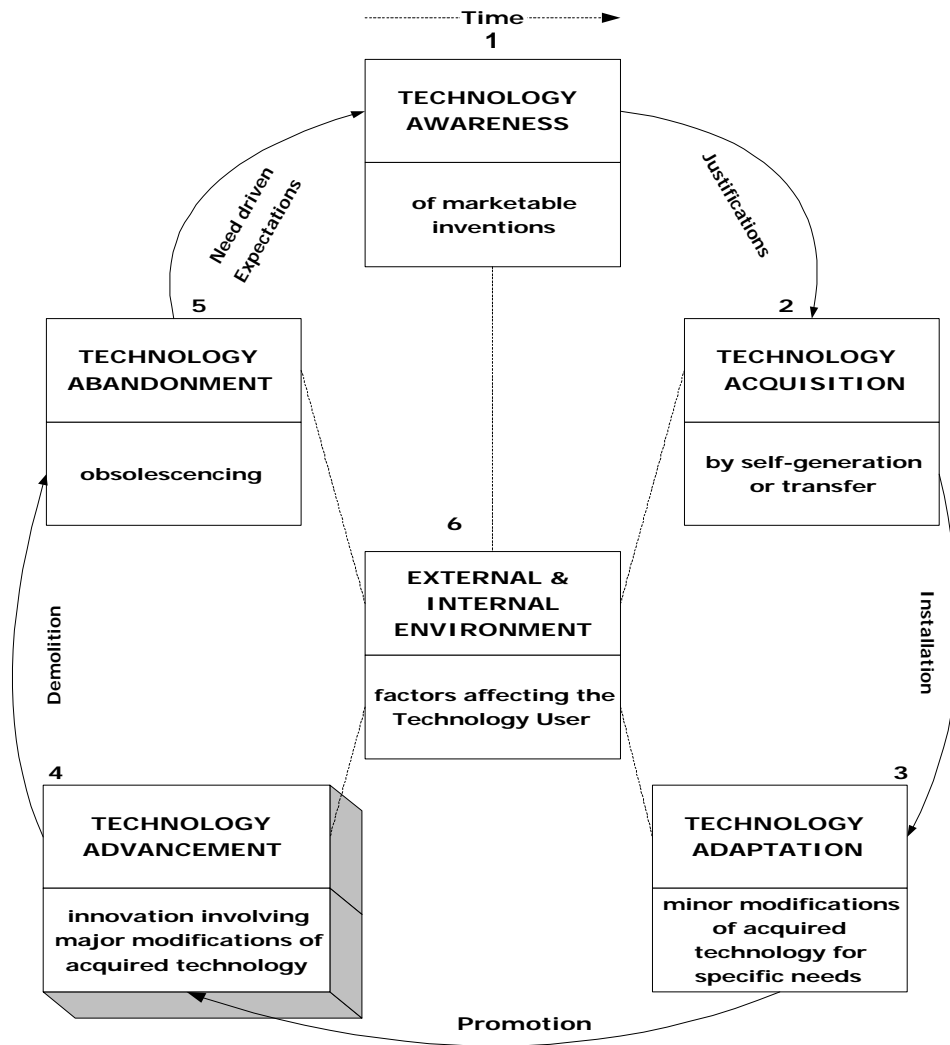 Time
1
TECHNOLOGY
AWARENESS
of marketable
inventions
Need driven
Expectations
Justifications
5
TECHNOLOGY
ABANDONMENT
obsolescencing
2
TECHNOLOGY
ACQUISITION
by self-generation
or transfer
6
EXTERNAL &
INTERNAL
ENVIRONMENT
factors affecting the
Technology User
Demolition
Installation
4
TECHNOLOGY
ADVANCEMENT
innovation involving
major modifications of
acquired technology
3
TECHNOLOGY
ADAPTATION
minor modifications
of acquired
technology for
specific needs
Promotion